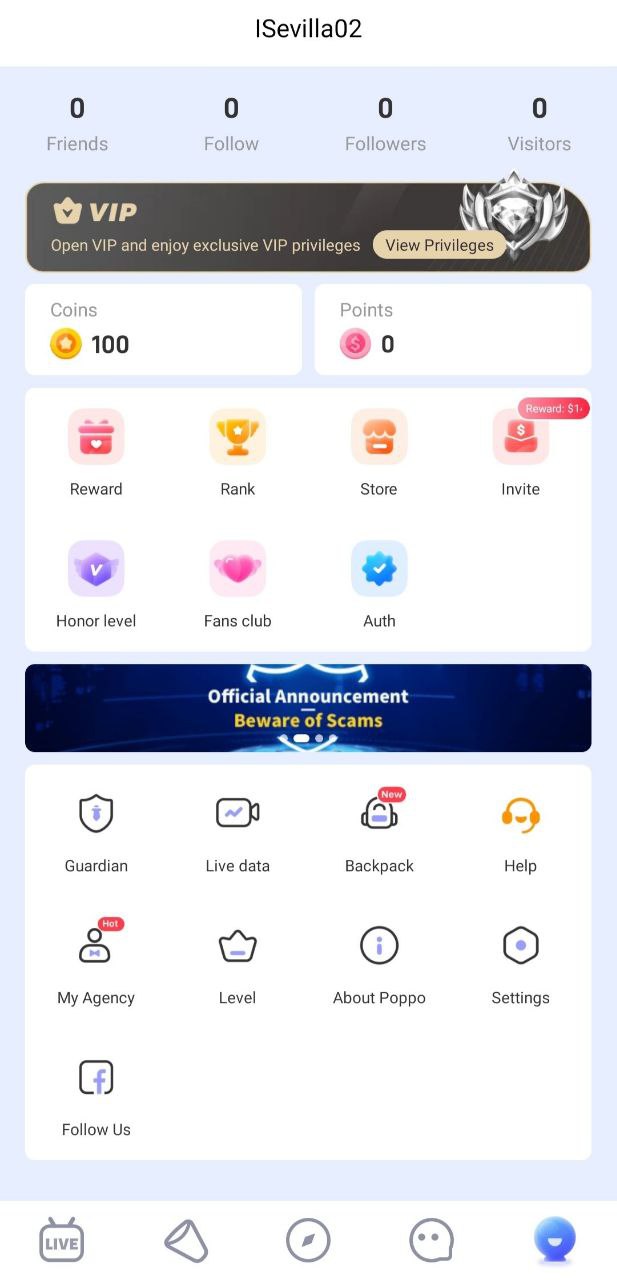 ISevilla02
0 0 0 0
Friends Follow Followers Visitors
VIP
Open VIP and enjoy exclusive VIP privileges View Privileges
Coins Points
100 0
Reward: $1
Reward Rank Store Invite
Honor level Fans club Auth
Official Announcement
Beware of Scams
New
Guardian Live data Backpack Help
Hot
My Agency Level About Poppo Settings
Follow Us
LIVE